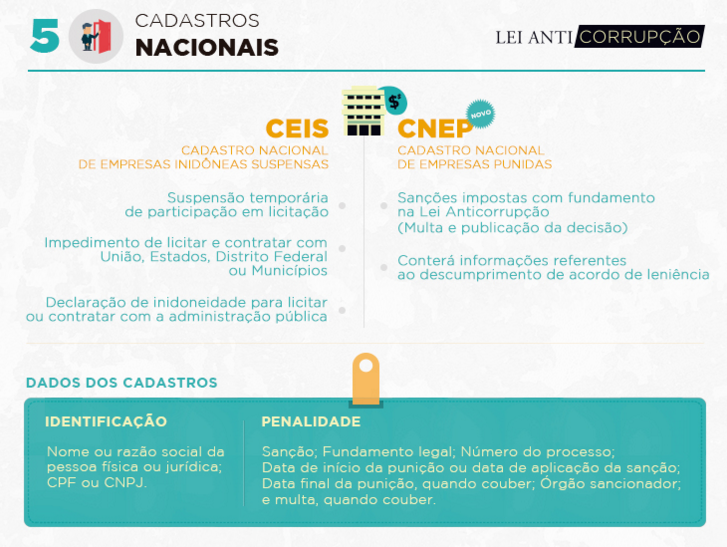 5
CADASTROS
NACIONAIS
LEI ANTICORRUPÇÃO
$
CEIS
CADASTRO NACIONAL
DE EMPRESAS INIDÔNEAS SUSPENSAS
Suspensão temporária
de participação em licitação
Impedimento de licitar e contratar com
União, Estados, Distrito Federal
ou Municípios
Declaração de inidoneidade para licitar
ou contratar com a administração pública
CNEP
NOVO
CADASTRO NACIONAL
DE EMPRESAS PUNIDAS
Sanções impostas com fundamento
na Lei Anticorrupção
(Multa e publicação da decisão)
Conterá informações referentes
ao descumprimento de acordo de leniência
DADOS DOS CADASTROS
IDENTIFICAÇÃO
Nome ou razão social da
pessoa física ou jurídica;
CPF ou CNPJ.
PENALIDADE
Sanção; Fundamento legal; Número do processo;
Data de início da punição ou data de aplicação da sanção;
Data final da punição, quando couber; Órgão sancionador;
e multa, quando couber.